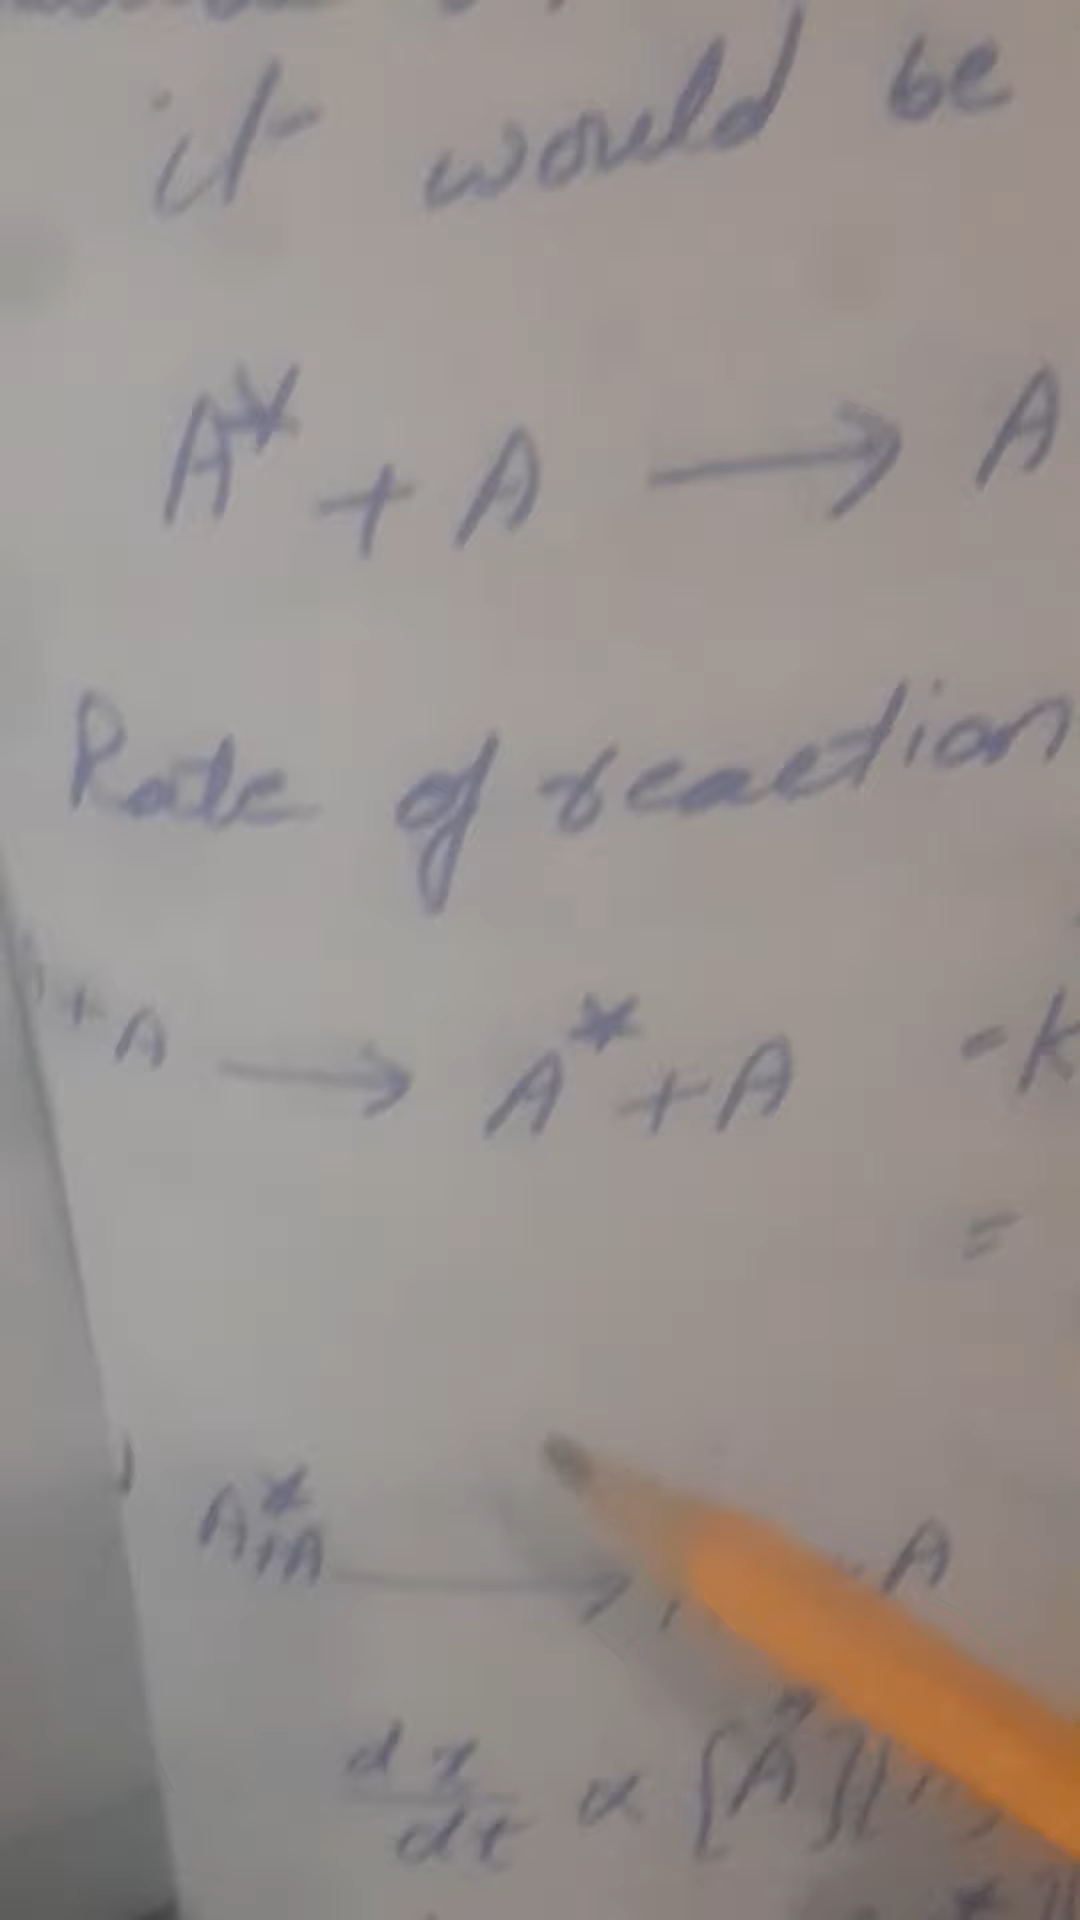 it would be
A* + A → A
Rate of reaction
+ A → A* + A = k
=
A* + A → A
dx/dt ∝ [A*][